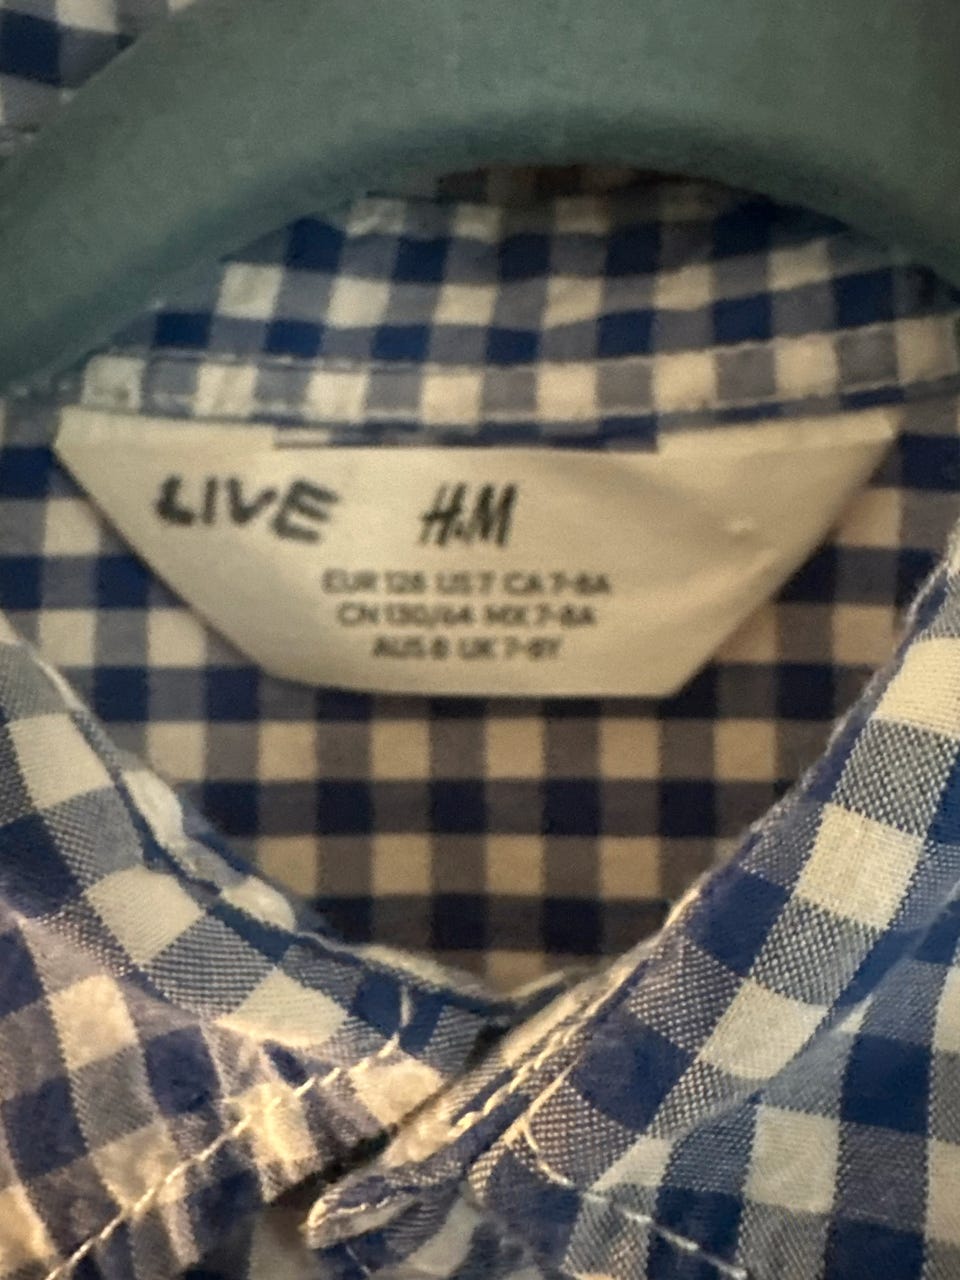 LIVE H&M
EUR 128 US 7 CA 7-8A
CN 130/64 MX 7-8A
AUS 8 UK 7-8Y